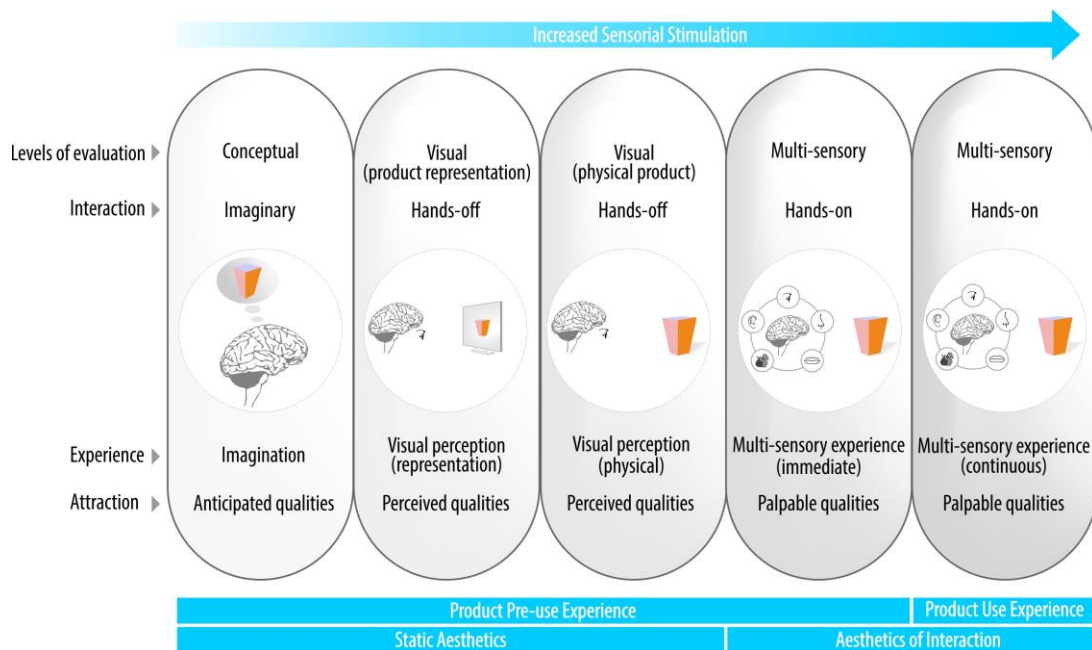 Increased Sensorial Stimulation
Levels of evaluation
Conceptual
Visual
(product representation)
Visual
(physical product)
Multi-sensory
Multi-sensory
Interaction
Imaginary
Hands-off
Hands-off
Hands-on
Hands-on
Experience
Imagination
Visual perception
(representation)
Visual perception
(physical)
Multi-sensory experience
(immediate)
Multi-sensory experience
(continuous)
Attraction
Anticipated qualities
Perceived qualities
Perceived qualities
Palpable qualities
Palpable qualities
Product Pre-use Experience
Product Use Experience
Static Aesthetics
Aesthetics of Interaction